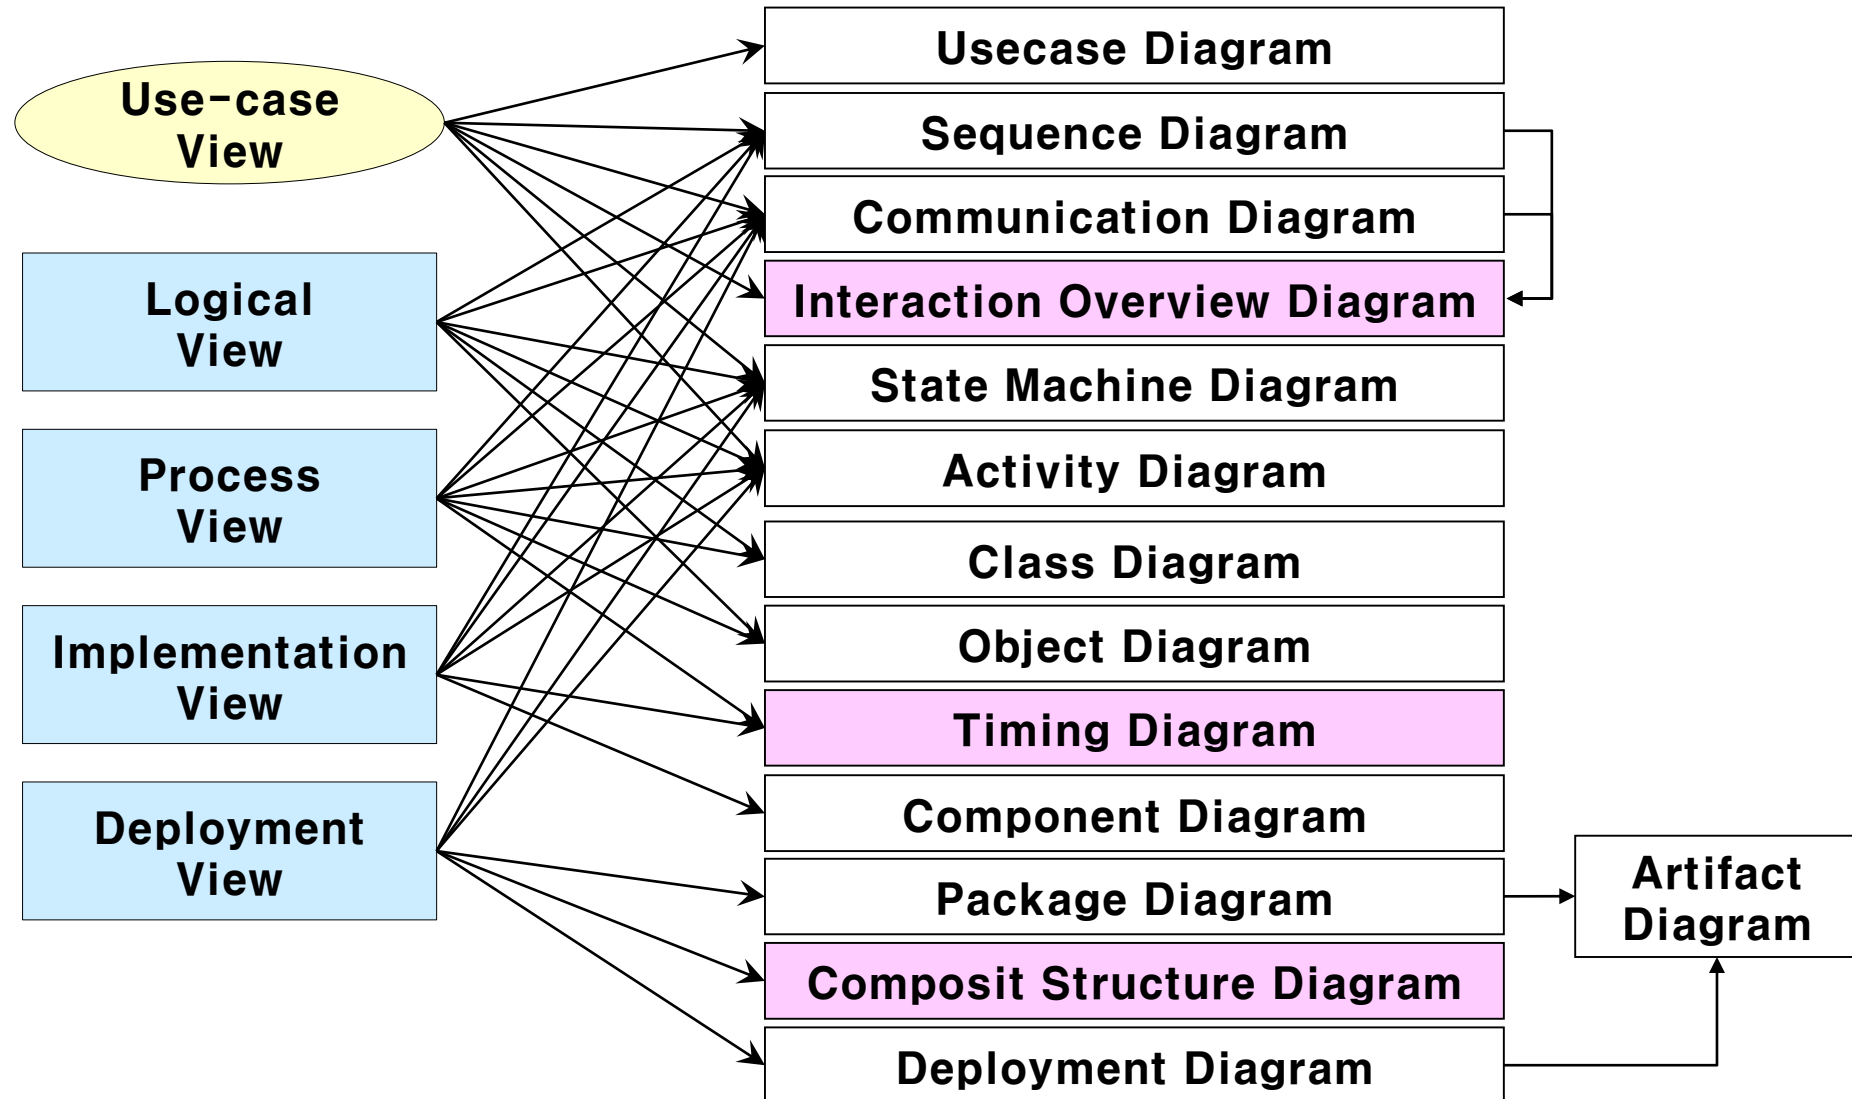 Use-case
View
Logical
View
Process
View
Implementation
View
Deployment
View
Usecase Diagram
Sequence Diagram
Communication Diagram
Interaction Overview Diagram
State Machine Diagram
Activity Diagram
Class Diagram
Object Diagram
Timing Diagram
Component Diagram
Package Diagram
Composit Structure Diagram
Deployment Diagram
Artifact
Diagram